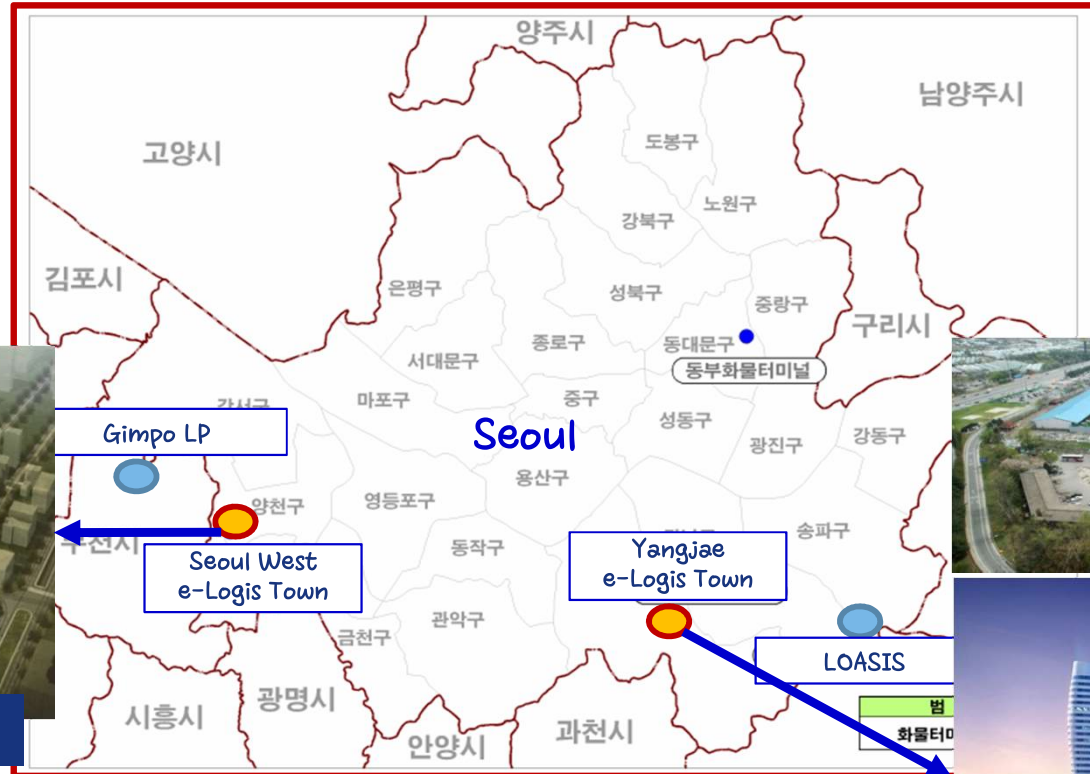 양주시
남양주시
고양시
도봉구
노원구
강북구
김포시
은평구
성북구
중랑구
구리시
종로구
동대문구
서대문구
동부화물터미널
마포구
중구
Gimpo LP
Seoul
성동구
강동구
광진구
용산구
양천구
영등포구
송파구
동작구
Seoul West
e-Logis Town
Yangjae
e-Logis Town
관악구
금천구
LOASIS
광명시
시흥시
과천시
안양시
범
화물터미